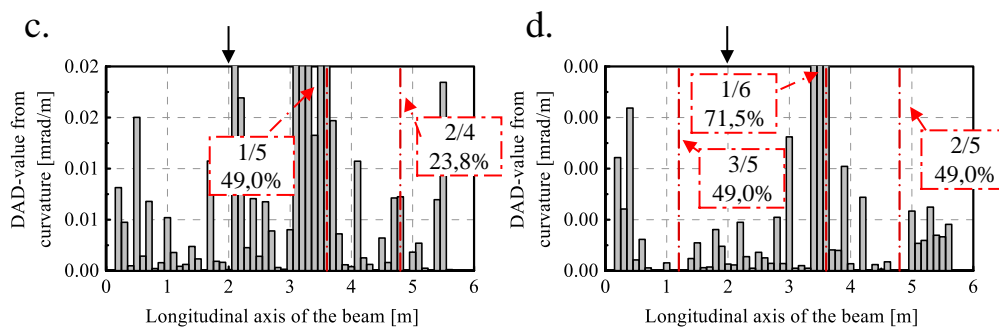 c.
DAD-value from
curvature [mrad/m]
0.02
0.02
0.01
0.01
0.00
1/5
49,0%
2/4
23,8%
0 1 2 3 4 5 6
Longitudinal axis of the beam [m]
d.
DAD-value from
curvature [mrad/m]
0.00
0.00
0.00
0.00
0.00
1/6
71,5%
3/5
49,0%
2/5
49,0%
0 1 2 3 4 5 6
Longitudinal axis of the beam [m]